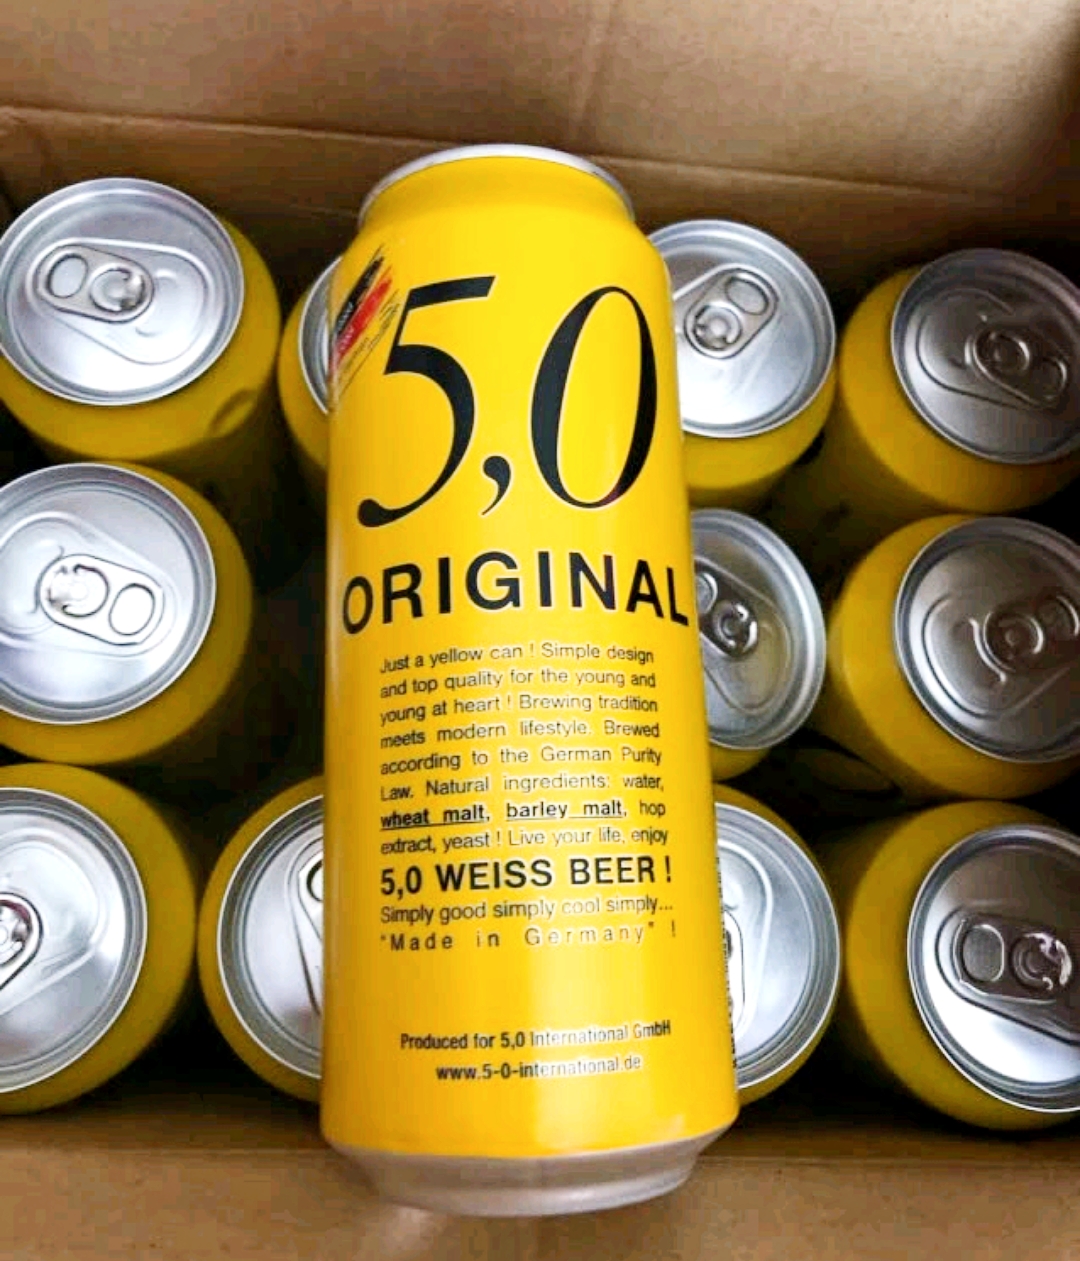 5,0
ORIGINAL
Just a yellow can ! Simple design
and top quality for the young and
young at heart ! Brewing tradition
meets modern lifestyle. Brewed
according to the German Purity
Law. Natural ingredients: water,
wheat malt, barley malt, hop
extract, yeast ! Live your life, enjoy
5,0 WEISS BEER !
Simply good simply cool simply...
"Made in Germany" !
Produced for 5,0 International GmbH
www.5-0-international.de